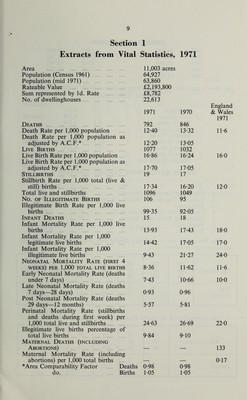 9
Section 1
Extracts from Vital Statistics, 1971
Area 11,003 acres
Population (Census 1961) 64,927
Population (mid 1971) 63,860
Rateable Value £2,193,800
Sum represented by 1d. Rate £8,782
No. of dwellinghouses 22,613
England
1971 1970 & Wales
1971
Deaths 792 846
Death Rate per 1,000 population 12·40 13·32 11·6
Death Rate per 1,000 population as
adjusted by A.C.F.* 12·20 13·05
Live Births 1077 1032
Live Birth Rate per 1,000 population 16·86 16·24 16·0
Live Birth Rate per 1,000 population as
adjusted by A.C.F.* 17·70 17·05
Stillbirths 19 17
Stillbirth Rate per 1,000 total (live &
still) births 17·34 16·20 12·0
Total live and stillbirths 1096 1049
No. of Illegitimate Births 106 95
Illegitimate Birth Rate per 1,000 live
births 99·35 92·05
Infant Deaths 15 18
Infant Mortality Rate per 1,000 live
births 13·93 17·43 18·0
Infant Mortality Rate per 1,000
legitimate live births 14·42 17·05 17·0
Infant Mortality Rate per 1,000
illegitimate live births 9·43 21·27 24·0
Neonatal Mortality Rate (first 4
weeks) per 1,000 total live births 8·36 11·62 11·6
Early Neonatal Mortality Rate (deaths
under 7 days) 7·43 10·66 10·0
Late Neonatal Mortality Rate (deaths
7 days—28 days) 0·93 0·96
Post Neonatal Mortality Rate (deaths
29 days—12 months) 5·57 5·81
Perinatal Mortality Rate (stillbirths
and deaths during first week) per
1,000 total live and stillbirths 24·63 26·69 22·0
Illegitimate live births percentage of
total live births 9·84 9·10
Maternal Deaths (including
Abortions) — — 133
Maternal Mortality Rate (including
abortions) per 1,000 total births — — 0·17
*Area Comparability Factor Deaths 0·98 0·98
do. Births 1·05 1·05